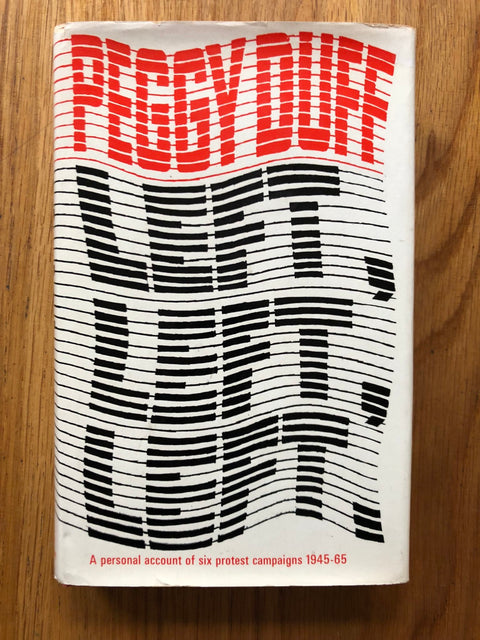 PEGGY DUFF
LEFT,
LEFT,
LEFT.
A personal account of six protest campaigns 1945-65